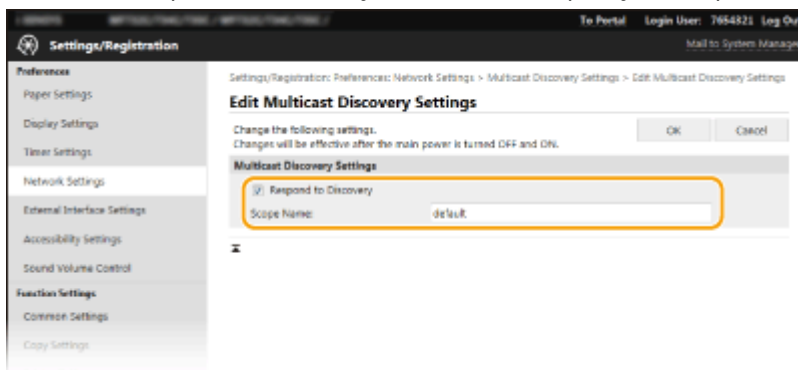 To Portal Login User: 7654321 Log Ou
Settings/Registration
Mail to System Manage
Preferences
Paper Settings
Display Settings
Timer Settings
Network Settings
External Interface Settings
Accessibility Settings
Sound Volume Control
Function Settings
Common Settings
Copy Settings
Settings/Registration: Preferences: Network Settings > Multicast Discovery Settings > Edit Multicast Discovery Settings
Edit Multicast Discovery Settings
Change the following settings.
Changes will be effective after the main power is turned OFF and ON.
OK Cancel
Multicast Discovery Settings
Respond to Discovery
Scope Name: default